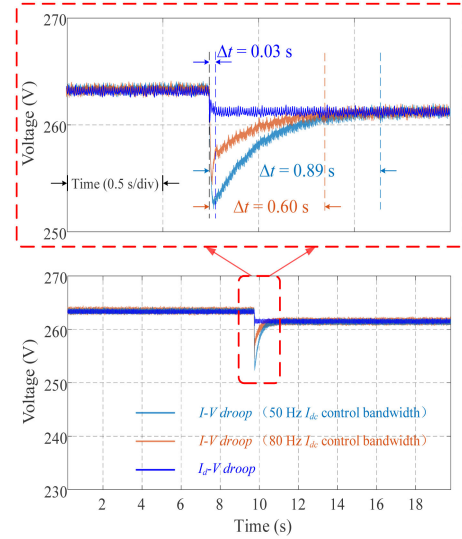 270
Δt = 0.03 s
260
Voltage (V)
Time (0.5 s/div)
Δt = 0.89 s
Δt = 0.60 s
250
270
260
250
240
230
Voltage (V)
I-V droop（50 Hz Idc control bandwidth）
I-V droop（80 Hz Idc control bandwidth）
Id-V droop
2 4 6 8 10 12 14 16 18
Time (s)